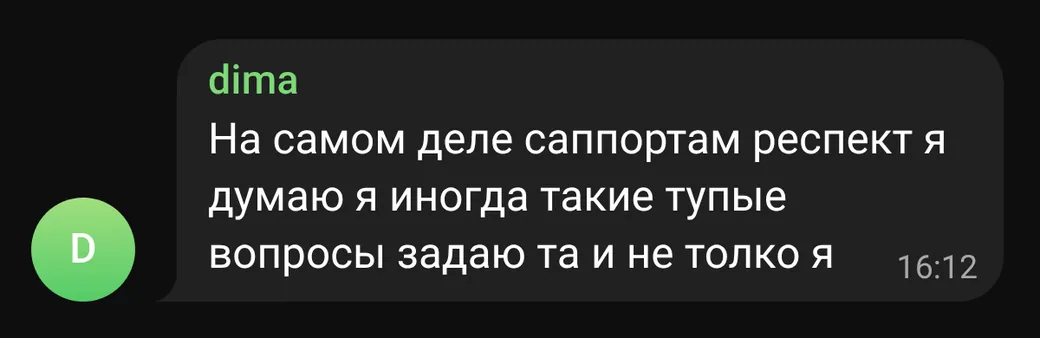 dima
На самом деле саппортам респект я
думаю я иногда такие тупые
вопросы задаю та и не толко я
16:12
D